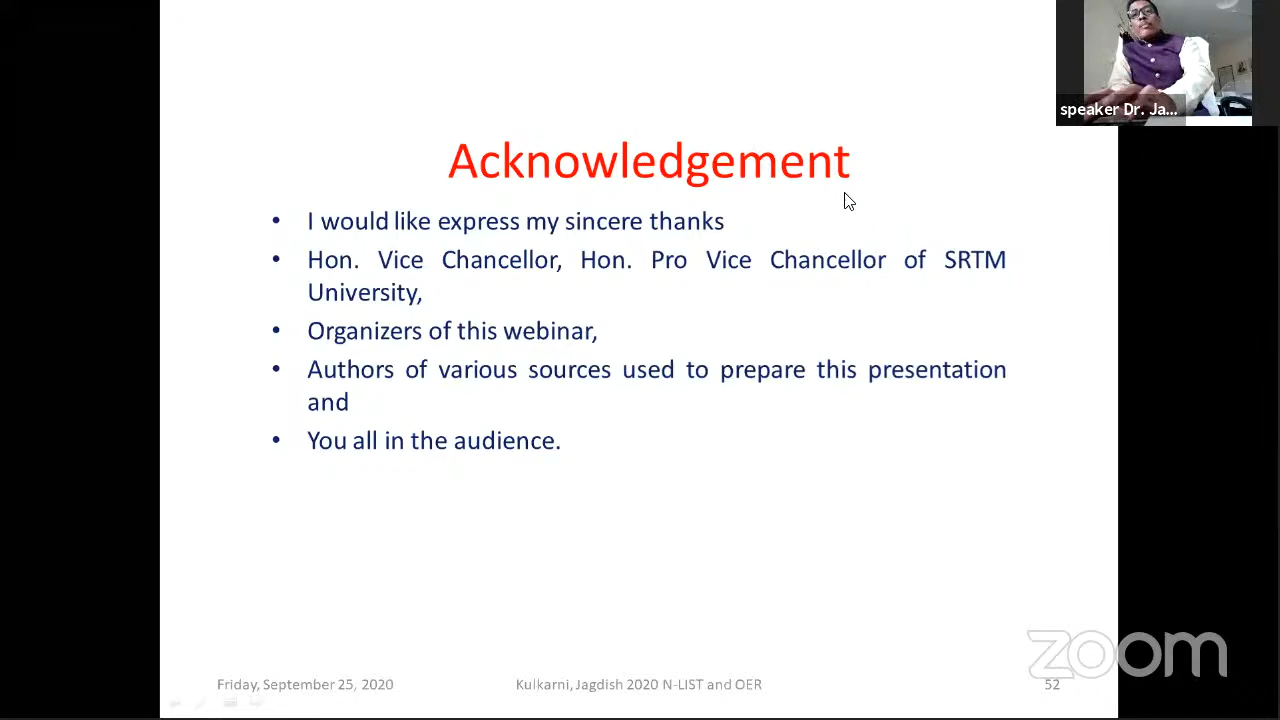 speaker Dr. Ja...
Acknowledgement
• I would like express my sincere thanks
• Hon. Vice Chancellor, Hon. Pro Vice Chancellor of SRTM
University,
• Organizers of this webinar,
• Authors of various sources used to prepare this presentation
and
• You all in the audience.
zoom
Friday, September 25, 2020
Kulkarni, Jagdish 2020 N-LIST and OER
52